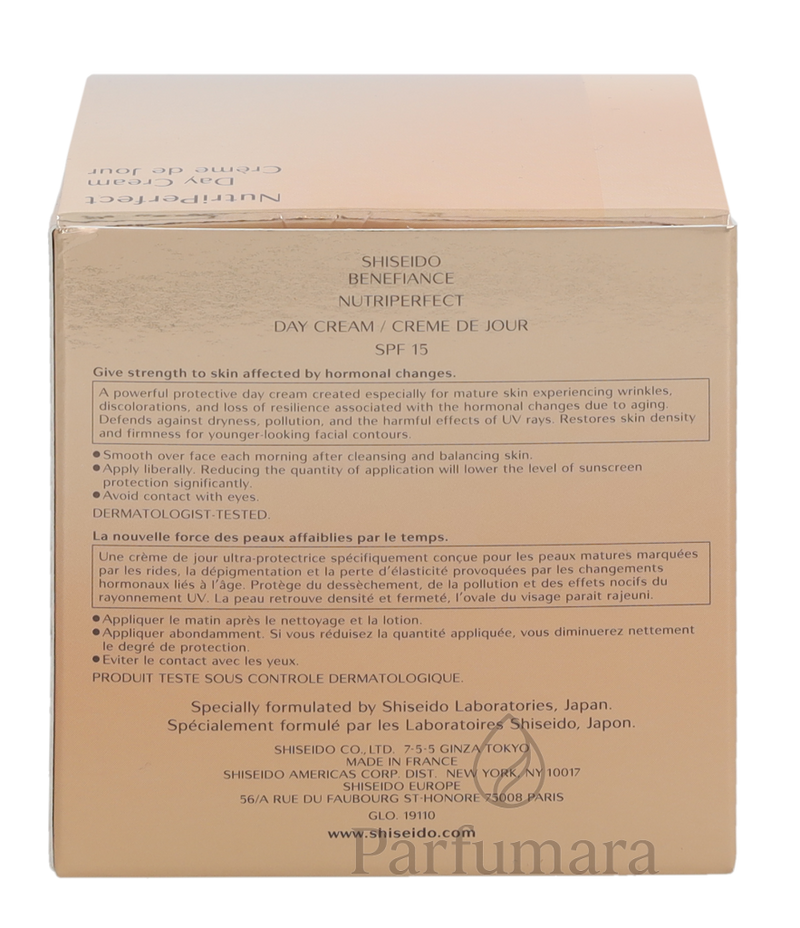 NutriPerfect
Day Cream
Crème de Jour
SHISEIDO
BENEFIANCE
NUTRIPERFECT
DAY CREAM / CREME DE JOUR
SPF 15
Give strength to skin affected by hormonal changes.
A powerful protective day cream created especially for mature skin experiencing wrinkles,
discolorations, and loss of resilience associated with the hormonal changes due to aging.
Defends against dryness, pollution, and the harmful effects of UV rays. Restores skin density
and firmness for younger-looking facial contours.
● Smooth over face each morning after cleansing and balancing skin.
● Apply liberally. Reducing the quantity of application will lower the level of sunscreen
protection significantly.
● Avoid contact with eyes.
DERMATOLOGIST-TESTED.
La nouvelle force des peaux affaiblies par le temps.
Une crème de jour ultra-protectrice spécifiquement conçue pour les peaux matures marquées
par les rides, la dépigmentation et la perte d'élasticité provoquées par les changements
hormonaux liés à l'âge. Protège du dessèchement, de la pollution et des effets nocifs du
rayonnement UV. La peau retrouve densité et fermeté, l'ovale du visage parait rajeuni.
● Appliquer le matin après le nettoyage et la lotion.
● Appliquer abondamment. Si vous réduisez la quantité appliquée, vous diminuerez nettement
le degré de protection.
● Eviter le contact avec les yeux.
PRODUIT TESTE SOUS CONTROLE DERMATOLOGIQUE.
Specially formulated by Shiseido Laboratories, Japan.
Spécialement formulé par les Laboratoires Shiseido, Japon.
SHISEIDO CO., LTD. 7-5-5 GINZA TOKYO
MADE IN FRANCE
SHISEIDO AMERICAS CORP. DIST. NEW YORK, NY 10017
SHISEIDO EUROPE
56/A RUE DU FAUBOURG ST-HONORE 75008 PARIS
GLO. 19110
www.shiseido.com
Parfumara